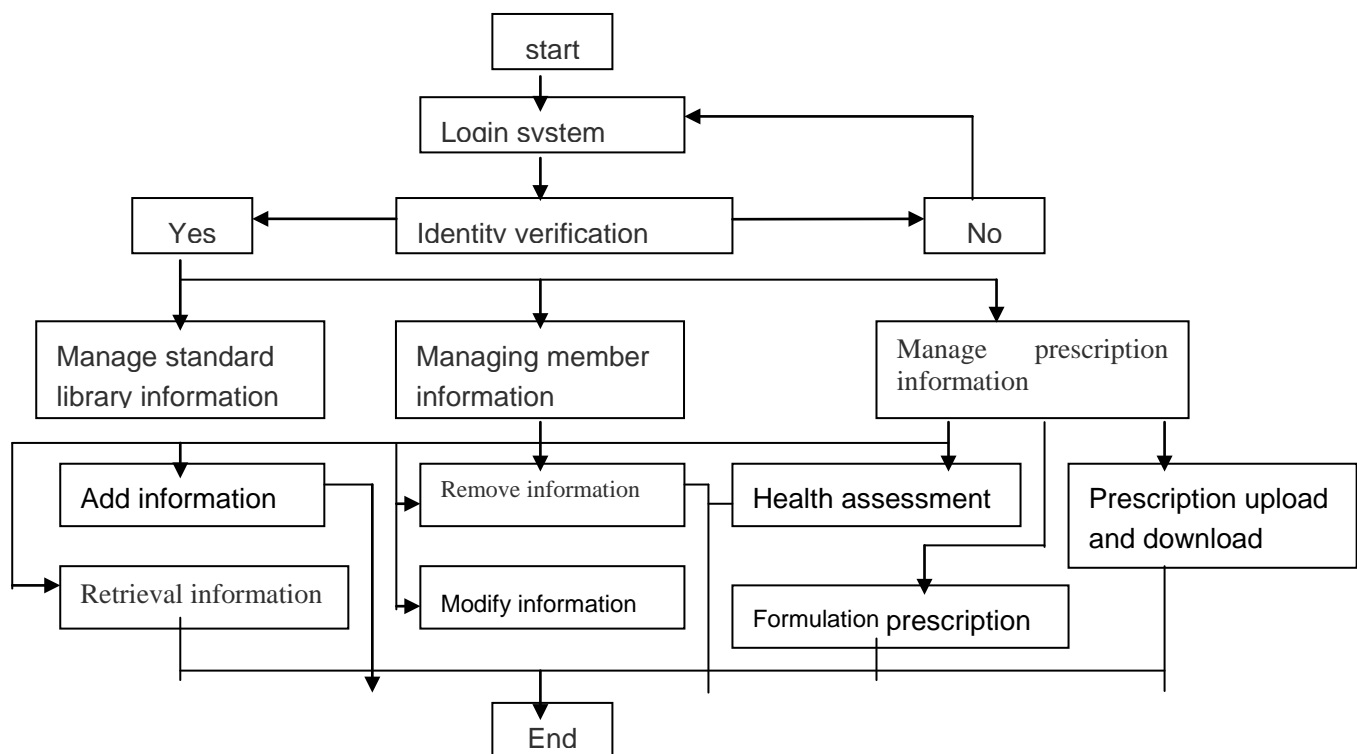 start
Login system
Yes
Identity verification
No
Manage standard
library information
Managing member
information
Manage prescription
information
Add information
Remove information
Health assessment
Prescription upload
and download
Retrieval information
Modify information
Formulation prescription
End